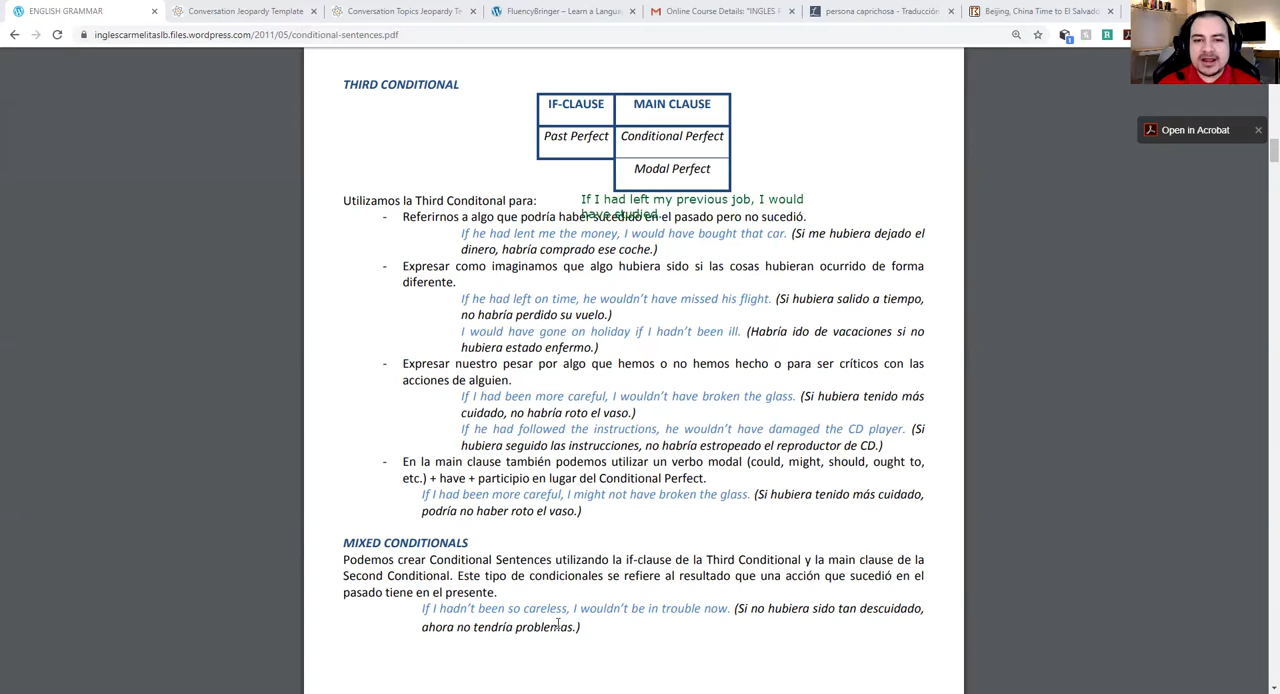 ENGLISH GRAMMAR
Conversation Jeopardy Template
Conversation Topics Jeopardy Te
FluencyBringer – Learn a Langua
Online Course Details: "INGLES F
persona caprichosa - Traducción
Beijing, China Time to El Salvado
inglescarmelitaslb.files.wordpress.com/2011/05/conditional-sentences.pdf
Open in Acrobat
THIRD CONDITIONAL
IF-CLAUSE MAIN CLAUSE
Past Perfect Conditional Perfect
Modal Perfect
Utilizamos la Third Conditonal para:
If I had left my previous job, I would
have studied.
- Referirnos a algo que podría haber sucedido en el pasado pero no sucedió.
If he had lent me the money, I would have bought that car. (Si me hubiera dejado el
dinero, habría comprado ese coche.)
- Expresar como imaginamos que algo hubiera sido si las cosas hubieran ocurrido de forma
diferente.
If he had left on time, he wouldn't have missed his flight. (Si hubiera salido a tiempo,
no habría perdido su vuelo.)
I would have gone on holiday if I hadn't been ill. (Habría ido de vacaciones si no
hubiera estado enfermo.)
- Expresar nuestro pesar por algo que hemos o no hemos hecho o para ser críticos con las
acciones de alguien.
If I had been more careful, I wouldn't have broken the glass. (Si hubiera tenido más
cuidado, no habría roto el vaso.)
If he had followed the instructions, he wouldn't have damaged the CD player. (Si
hubiera seguido las instrucciones, no habría estropeado el reproductor de CD.)
- En la main clause también podemos utilizar un verbo modal (could, might, should, ought to,
etc.) + have + participio en lugar del Conditional Perfect.
If I had been more careful, I might not have broken the glass. (Si hubiera tenido más cuidado,
podría no haber roto el vaso.)
MIXED CONDITIONALS
Podemos crear Conditional Sentences utilizando la if-clause de la Third Conditional y la main clause de la
Second Conditional. Este tipo de condicionales se refiere al resultado que una acción que sucedió en el
pasado tiene en el presente.
If I hadn't been so careless, I wouldn't be in trouble now. (Si no hubiera sido tan descuidado,
ahora no tendría problemas.)